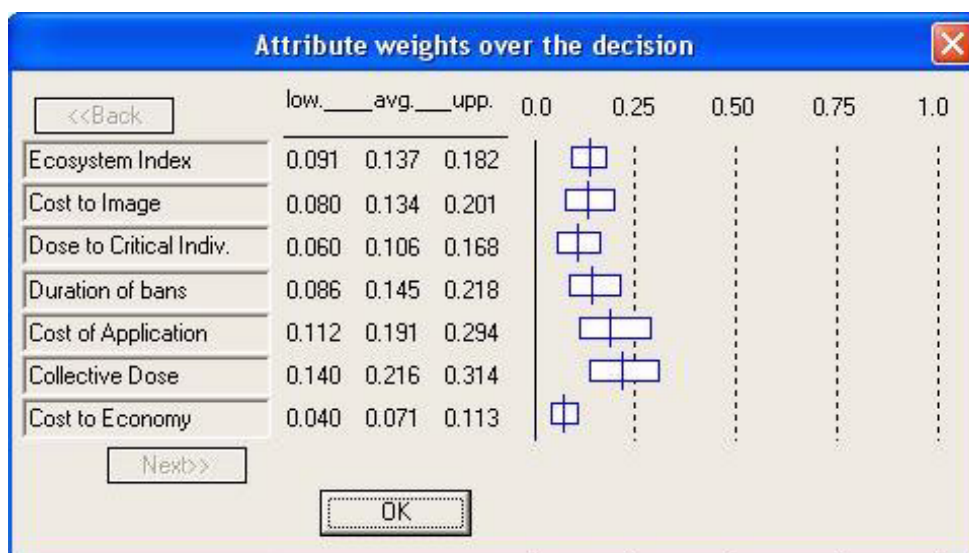 Attribute weights over the decision
<<Back low.____avg.____upp. 0.0 0.25 0.50 0.75 1.0
Ecosystem Index 0.091 0.137 0.182
Cost to Image 0.080 0.134 0.201
Dose to Critical Indiv. 0.060 0.106 0.168
Duration of bans 0.086 0.145 0.218
Cost of Application 0.112 0.191 0.294
Collective Dose 0.140 0.216 0.314
Cost to Economy 0.040 0.071 0.113
Next>>
OK